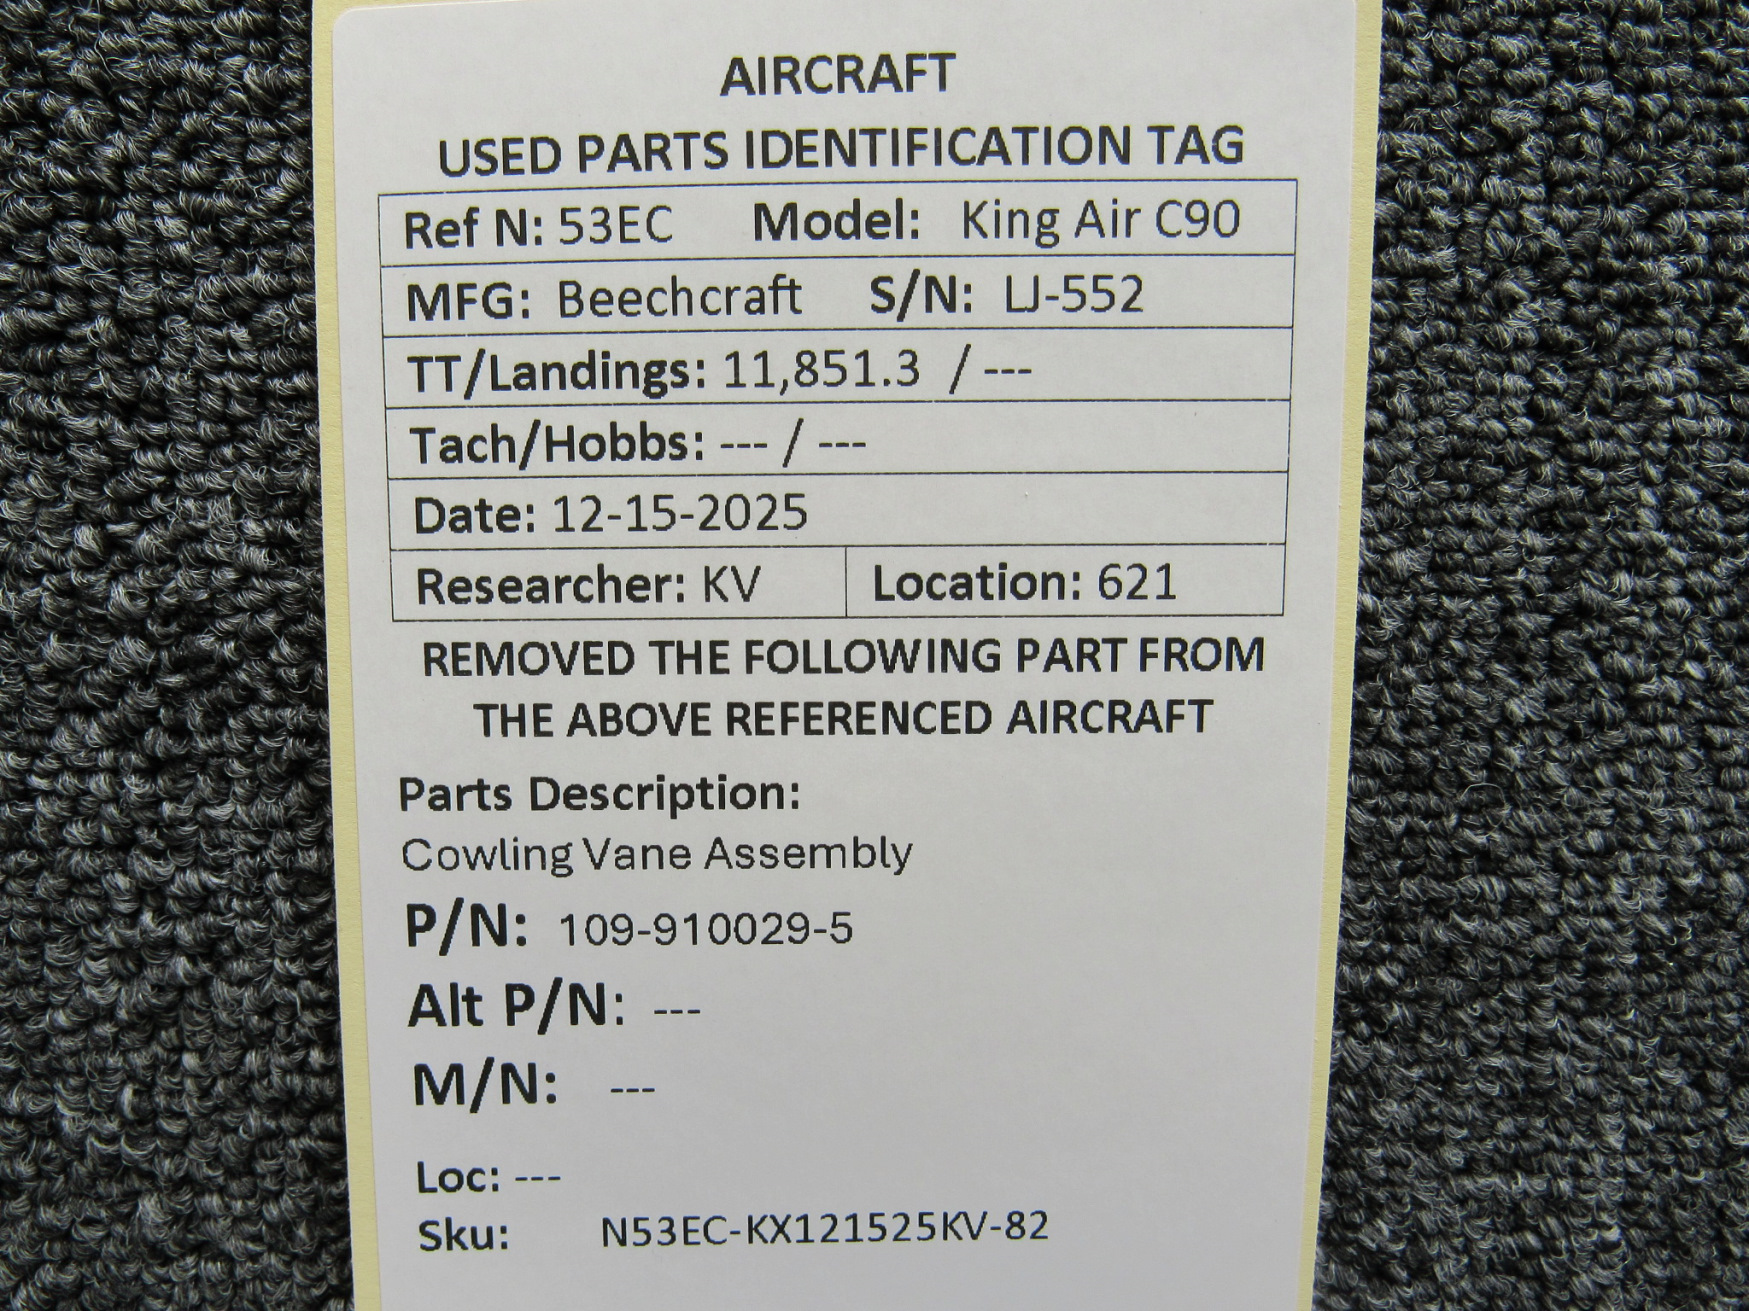 AIRCRAFT
USED PARTS IDENTIFICATION TAG
Ref N: 53EC Model: King Air C90
MFG: Beechcraft S/N: LJ-552
TT/Landings: 11,851.3 / ---
Tach/Hobbs: --- / ---
Date: 12-15-2025
Researcher: KV Location: 621
REMOVED THE FOLLOWING PART FROM
THE ABOVE REFERENCED AIRCRAFT
Parts Description:
Cowling Vane Assembly
P/N: 109-910029-5
Alt P/N: ---
M/N: ---
Loc: ---
Sku: N53EC-KX121525KV-82